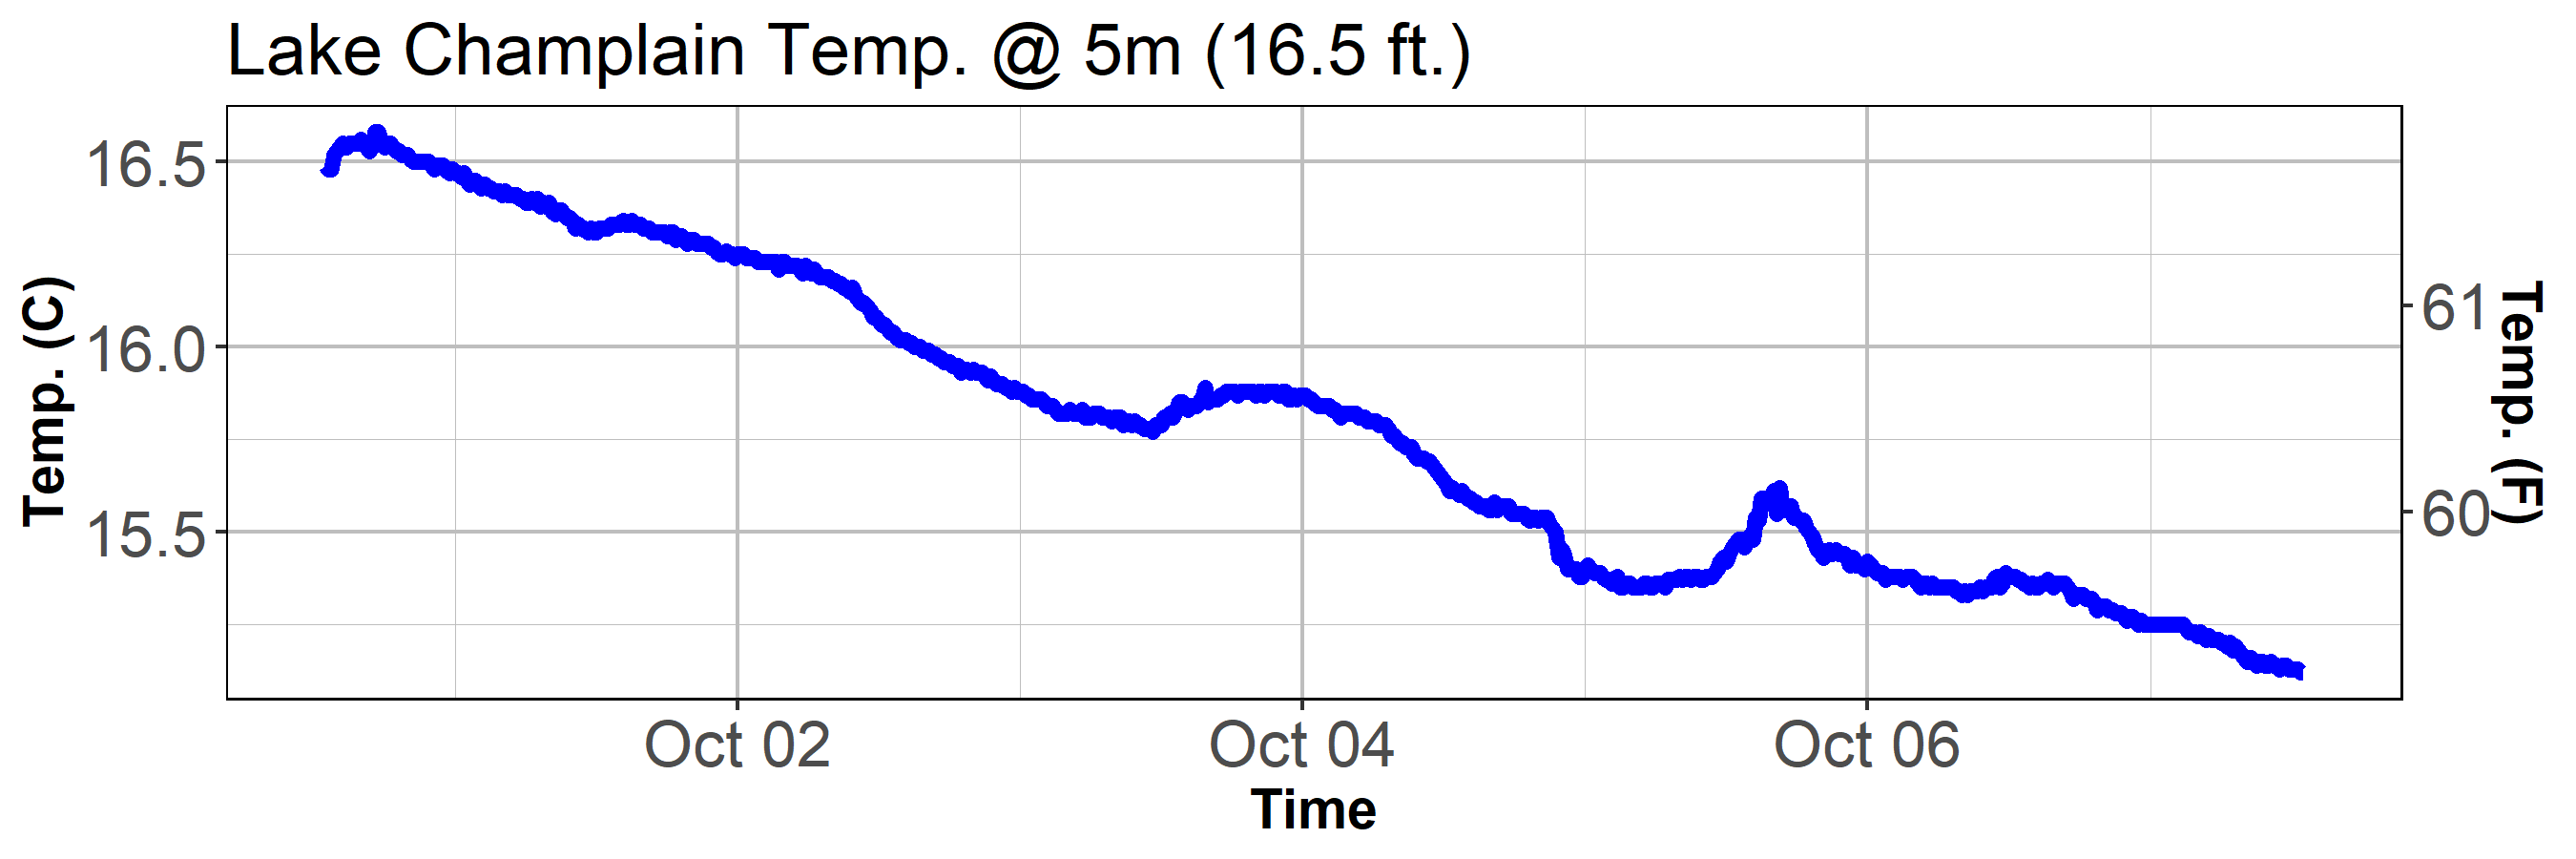 Lake Champlain Temp. @ 5m (16.5 ft.)
Temp. (C)
16.5
16.0
15.5
61
60
Temp. (F)
Oct 02
Oct 04
Oct 06
Time